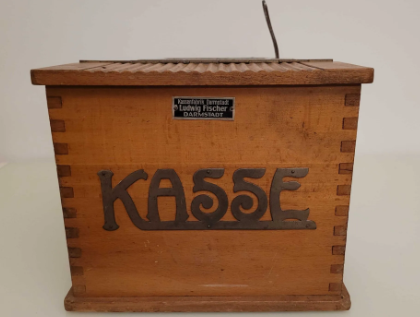 Kassenfabrik Darmstadt
Ludwig Fischer
DARMSTADT
KASSE